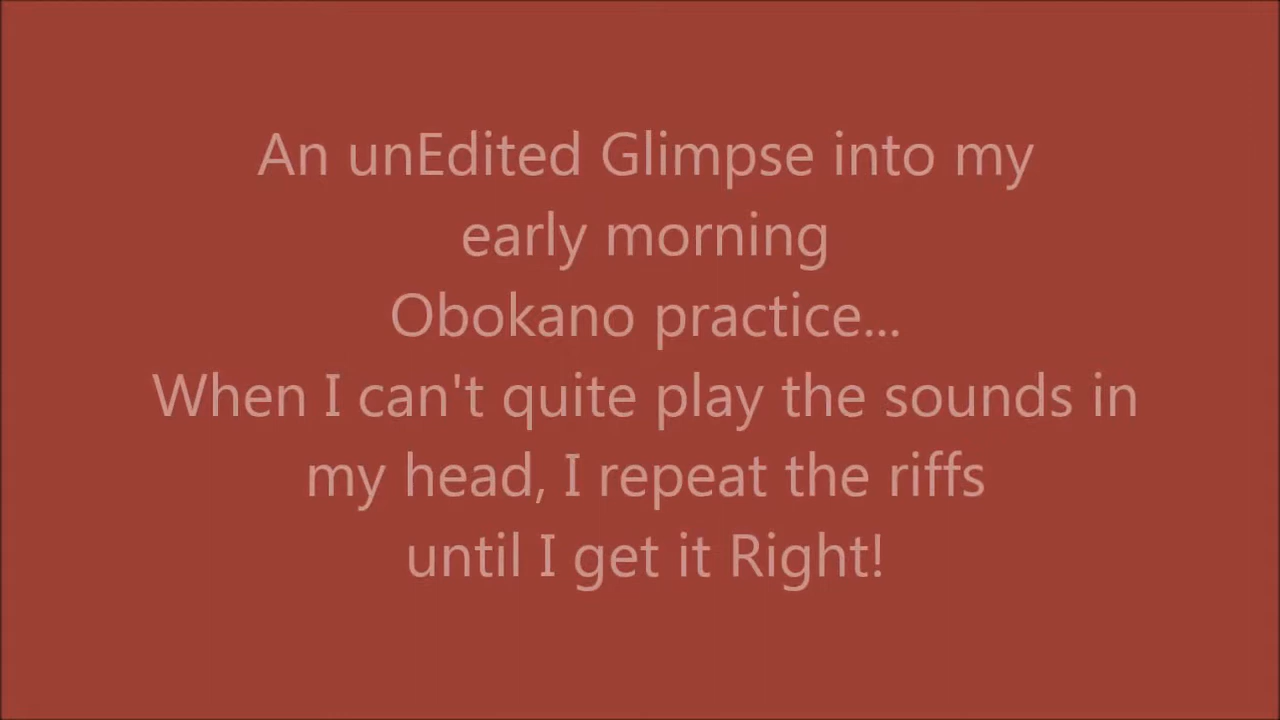 An unEdited Glimpse into my
early morning
Obokano practice...
When I can't quite play the sounds in
my head, I repeat the riffs
until I get it Right!